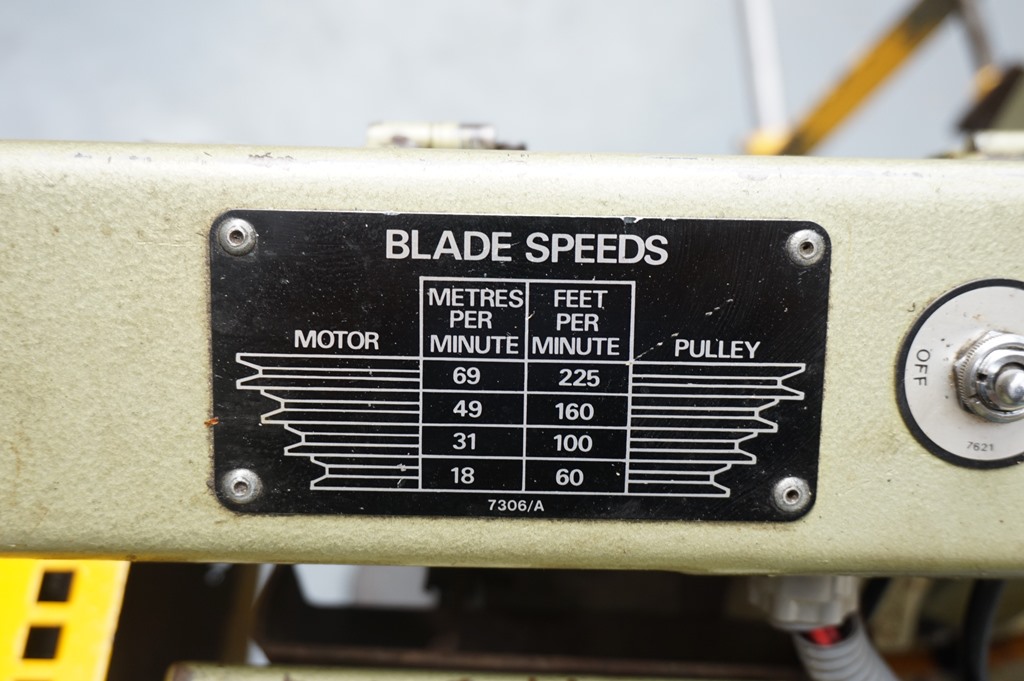 BLADE SPEEDS
METRES PER MINUTE
FEET PER MINUTE
MOTOR
PULLEY
69 225
49 160
31 100
18 60
7306/A
OFF
7621